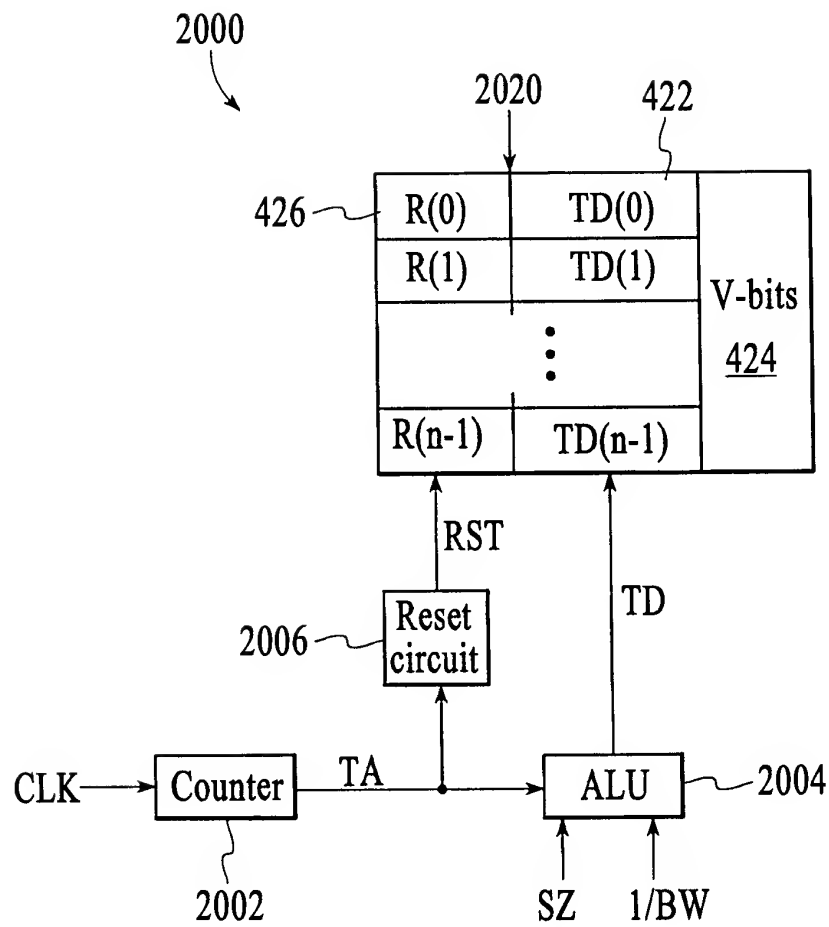 2000
2020
422
426
R(0) TD(0)
R(1) TD(1)
V-bits
424
R(n-1) TD(n-1)
RST
TD
2006
Reset
circuit
CLK
Counter
TA
ALU
2004
2002
SZ
1/BW